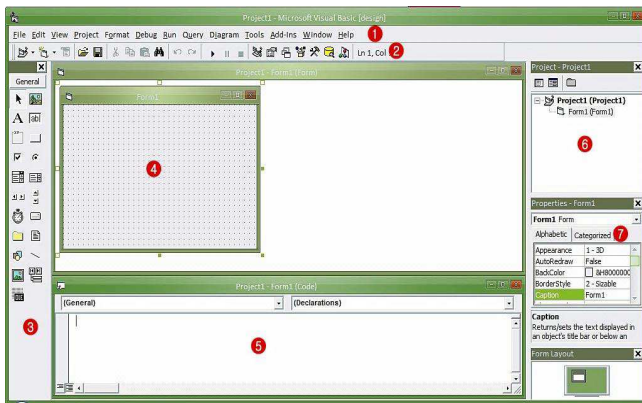 Project1 - Microsoft Visual Basic [design]
File Edit View Project Format Debug Run Query Diagram Tools Add-Ins Window Help
1
Ln 1, Col
2
General
A
ab
3
Project1 - Form1 (Form)
Form1
4
Project1 - Form1 (Code)
(General)
(Declarations)
5
Project - Project1
Project1 (Project1)
Form1 (Form1)
6
Properties - Form1
Form1 Form
Alphabetic Categorized
7
Appearance 1 - 3D
AutoRedraw False
BackColor &H8000000
BorderStyle 2 - Sizable
Caption Form1
Caption
Returns/sets the text displayed in
an object's title bar or below an
Form Layout